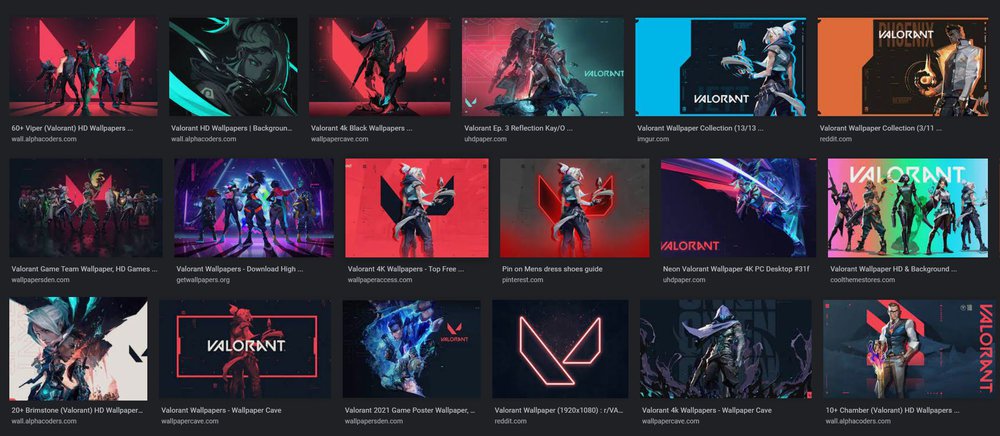 VALORANT
VALORANT
PHOENIX
VALORANT
60+ Viper (Valorant) HD Wallpapers ...
wall.alphacoders.com
Valorant HD Wallpapers | Backgroun...
wall.alphacoders.com
Valorant 4k Black Wallpapers ...
wallpapercave.com
Valorant Ep. 3 Reflection Kay/O ...
uhdpaper.com
Valorant Wallpaper Collection (13/13 ...
imgur.com
Valorant Wallpaper Collection (3/11 ...
reddit.com
VALORANT
VALORANT
Valorant Game Team Wallpaper, HD Games ...
wallpapersden.com
Valorant Wallpapers - Download High ...
getwallpapers.org
Valorant 4K Wallpapers - Top Free ...
wallpaperaccess.com
Pin on Mens dress shoes guide
pinterest.com
Neon Valorant Wallpaper 4K PC Desktop #31f
uhdpaper.com
Valorant Wallpaper HD & Background ...
coolthemestores.com
VALORANT
VALORANT
VALORANT
20+ Brimstone (Valorant) HD Wallpaper...
wall.alphacoders.com
Valorant Wallpapers - Wallpaper Cave
wallpapercave.com
Valorant 2021 Game Poster Wallpaper, ...
wallpapersden.com
Valorant Wallpaper (1920x1080) : r/VA...
reddit.com
Valorant 4k Wallpapers - Wallpaper Cave
wallpapercave.com
10+ Chamber (Valorant) HD Wallpapers ...
wall.alphacoders.com